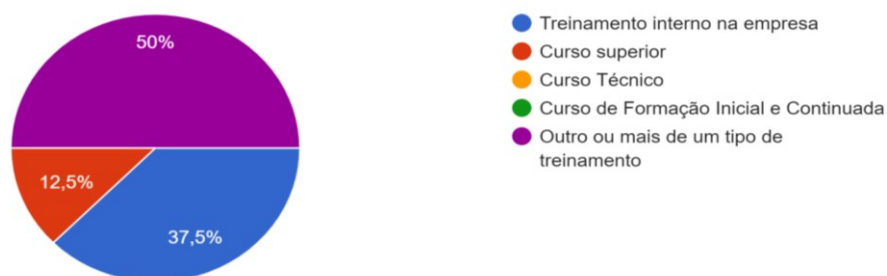 50%
12,5%
37,5%
Treinamento interno na empresa
Curso superior
Curso Técnico
Curso de Formação Inicial e Continuada
Outro ou mais de um tipo de
treinamento